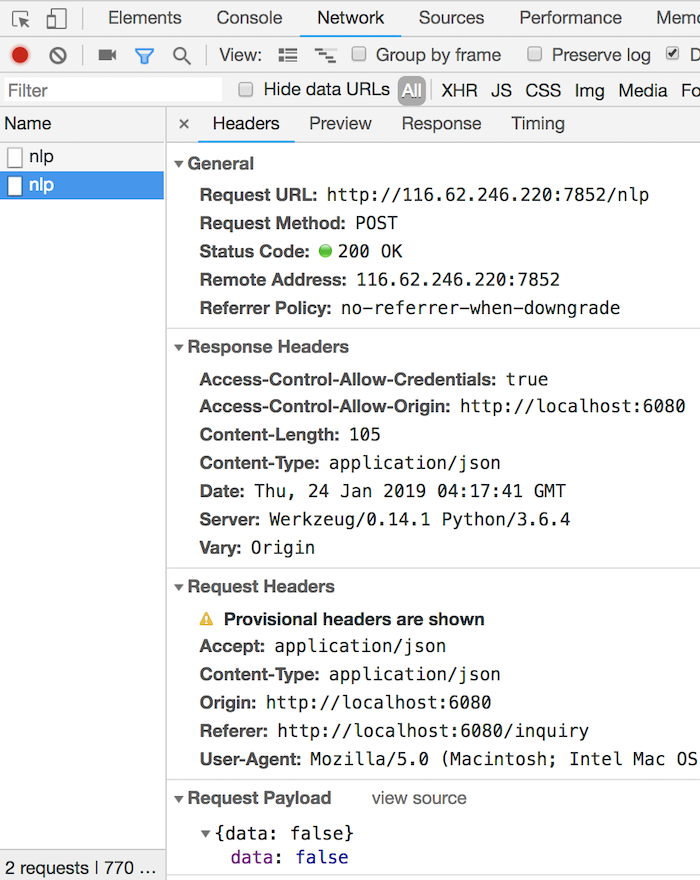 Elements Console Network Sources Performance Memo
View: Group by frame Preserve log D
Filter Hide data URLs All XHR JS CSS Img Media Fo
Name × Headers Preview Response Timing
nlp
nlp
General
Request URL: http://116.62.246.220:7852/nlp
Request Method: POST
Status Code: 200 OK
Remote Address: 116.62.246.220:7852
Referrer Policy: no-referrer-when-downgrade
Response Headers
Access-Control-Allow-Credentials: true
Access-Control-Allow-Origin: http://localhost:6080
Content-Length: 105
Content-Type: application/json
Date: Thu, 24 Jan 2019 04:17:41 GMT
Server: Werkzeug/0.14.1 Python/3.6.4
Vary: Origin
Request Headers
Provisional headers are shown
Accept: application/json
Content-Type: application/json
Origin: http://localhost:6080
Referer: http://localhost:6080/inquiry
User-Agent: Mozilla/5.0 (Macintosh; Intel Mac OS
Request Payload view source
{data: false}
data: false
2 requests | 770 ...